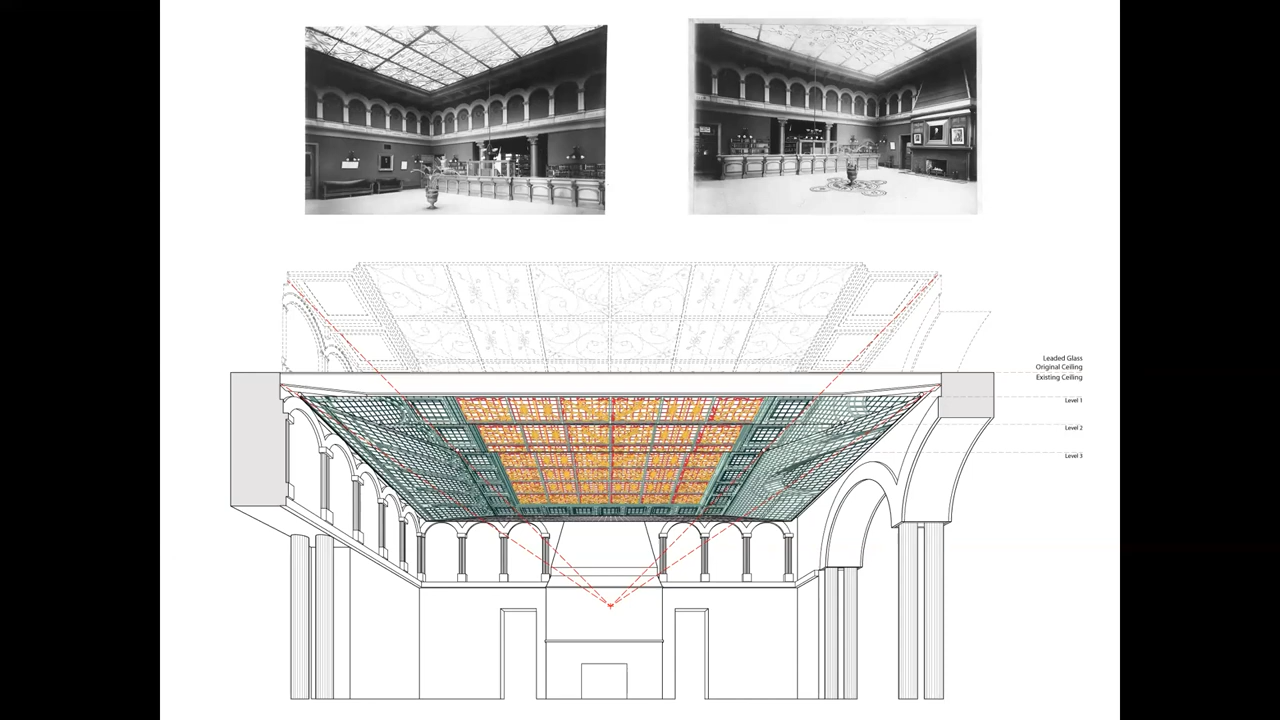 Leaded Glass
Original Ceiling
Existing Ceiling
Level 1
Level 2
Level 3